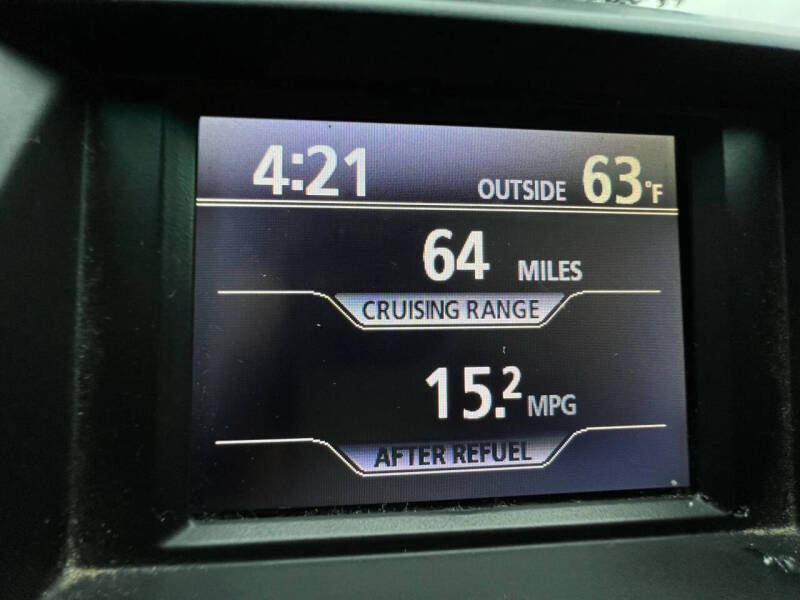 4:21 OUTSIDE 63°F
64 MILES
CRUISING RANGE
15.2 MPG
AFTER REFUEL